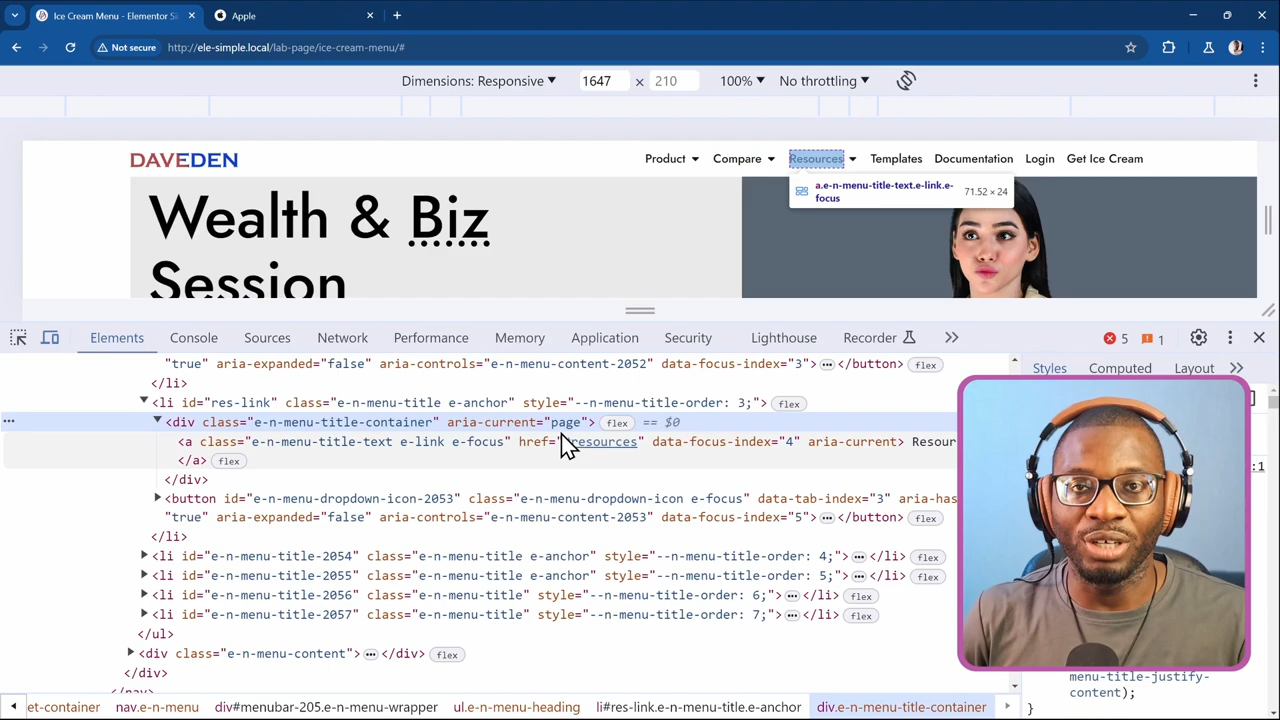 Ice Cream Menu - Elementor Si
Apple
Not secure
http://ele-simple.local/lab-page/ice-cream-menu/#
Dimensions: Responsive
1647 × 210
100%
No throttling
DAVEDEN
Product
Compare
Resources
Templates
Documentation
Login
Get Ice Cream
a.e-n-menu-title-text.e-link.e-
focus
71.52 × 24
Wealth & Biz
Session
Elements
Console
Sources
Network
Performance
Memory
Application
Security
Lighthouse
Recorder
5
1
"true" aria-expanded="false" aria-controls="e-n-menu-content-2052" data-focus-index="3">…</button> flex
</li>
<li id="res-link" class="e-n-menu-title e-anchor" style="--n-menu-title-order: 3;"> flex
<div class="e-n-menu-title-container" aria-current="page"> flex == $0
<a class="e-n-menu-title-text e-link e-focus" href="resources" data-focus-index="4" aria-current> Resour
</a> flex
</div>
<button id="e-n-menu-dropdown-icon-2053" class="e-n-menu-dropdown-icon e-focus" data-tab-index="3" aria-has
"true" aria-expanded="false" aria-controls="e-n-menu-content-2053" data-focus-index="5">…</button> flex
</li>
<li id="e-n-menu-title-2054" class="e-n-menu-title e-anchor" style="--n-menu-title-order: 4;">…</li> flex
<li id="e-n-menu-title-2055" class="e-n-menu-title e-anchor" style="--n-menu-title-order: 5;">…</li> flex
<li id="e-n-menu-title-2056" class="e-n-menu-title" style="--n-menu-title-order: 6;">…</li> flex
<li id="e-n-menu-title-2057" class="e-n-menu-title" style="--n-menu-title-order: 7;">…</li> flex
</ul>
<div class="e-n-menu-content">…</div> flex
</div>
Styles
Computed
Layout
:1
menu-title-justify-
content);
}
et-container
nav.e-n-menu
div#menubar-205.e-n-menu-wrapper
ul.e-n-menu-heading
li#res-link.e-n-menu-title.e-anchor
div.e-n-menu-title-container